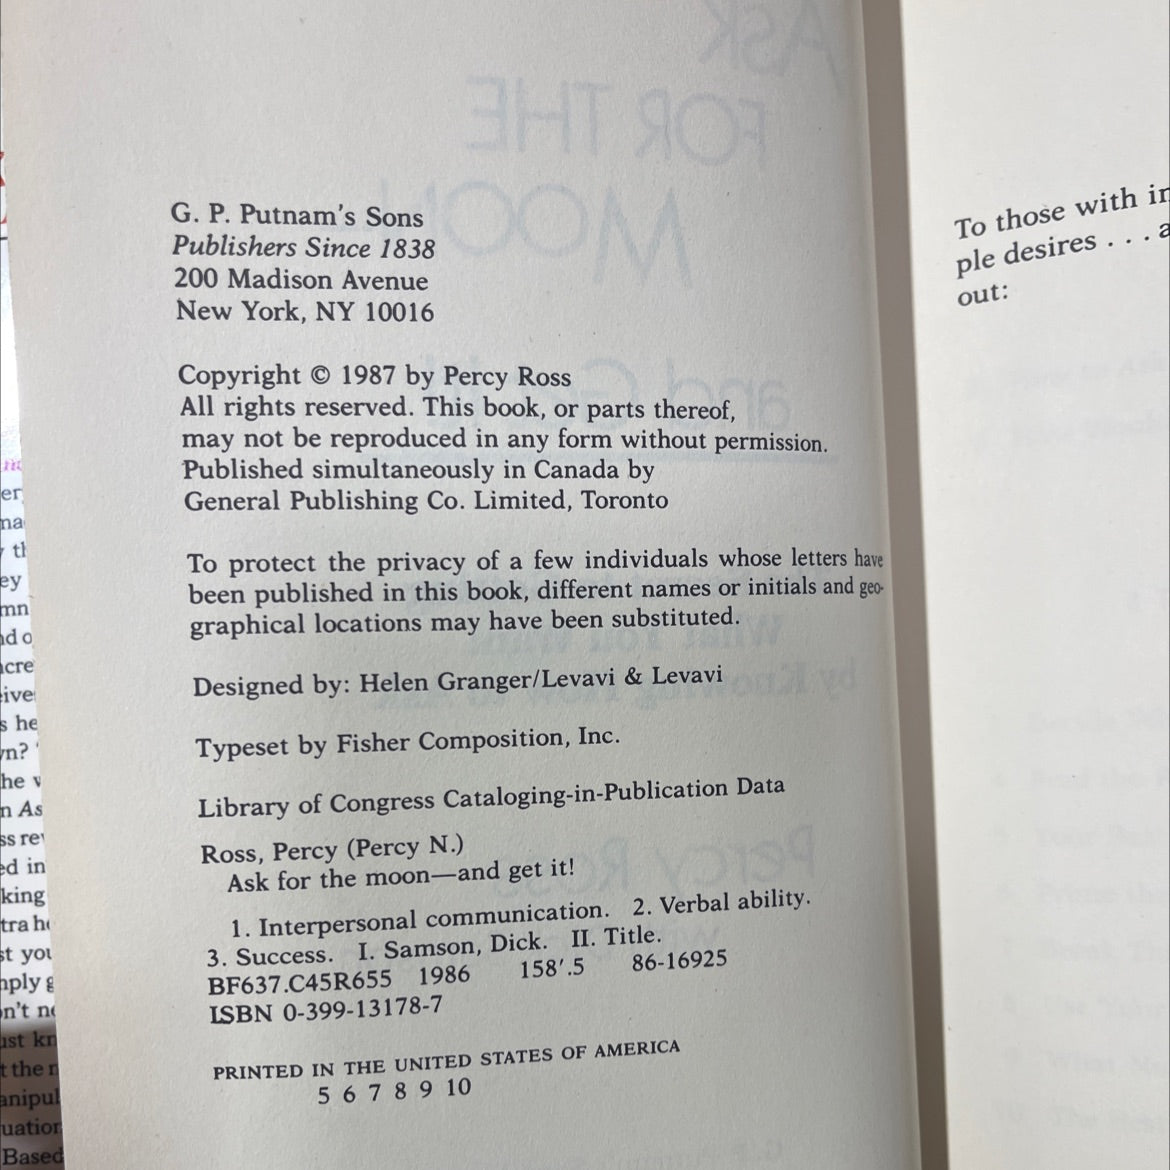 G. P. Putnam's Sons
Publishers Since 1838
200 Madison Avenue
New York, NY 10016
Copyright © 1987 by Percy Ross
All rights reserved. This book, or parts thereof,
may not be reproduced in any form without permission.
Published simultaneously in Canada by
General Publishing Co. Limited, Toronto
To protect the privacy of a few individuals whose letters have
been published in this book, different names or initials and geo-
graphical locations may have been substituted.
Designed by: Helen Granger/Levavi & Levavi
Typeset by Fisher Composition, Inc.
Library of Congress Cataloging-in-Publication Data
Ross, Percy (Percy N.)
Ask for the moon—and get it!
1. Interpersonal communication. 2. Verbal ability.
3. Success. I. Samson, Dick. II. Title.
BF637.C45R655 1986 158'.5 86-16925
ISBN 0-399-13178-7
PRINTED IN THE UNITED STATES OF AMERICA
5 6 7 8 9 10
To those with
ple desires . . .
out: